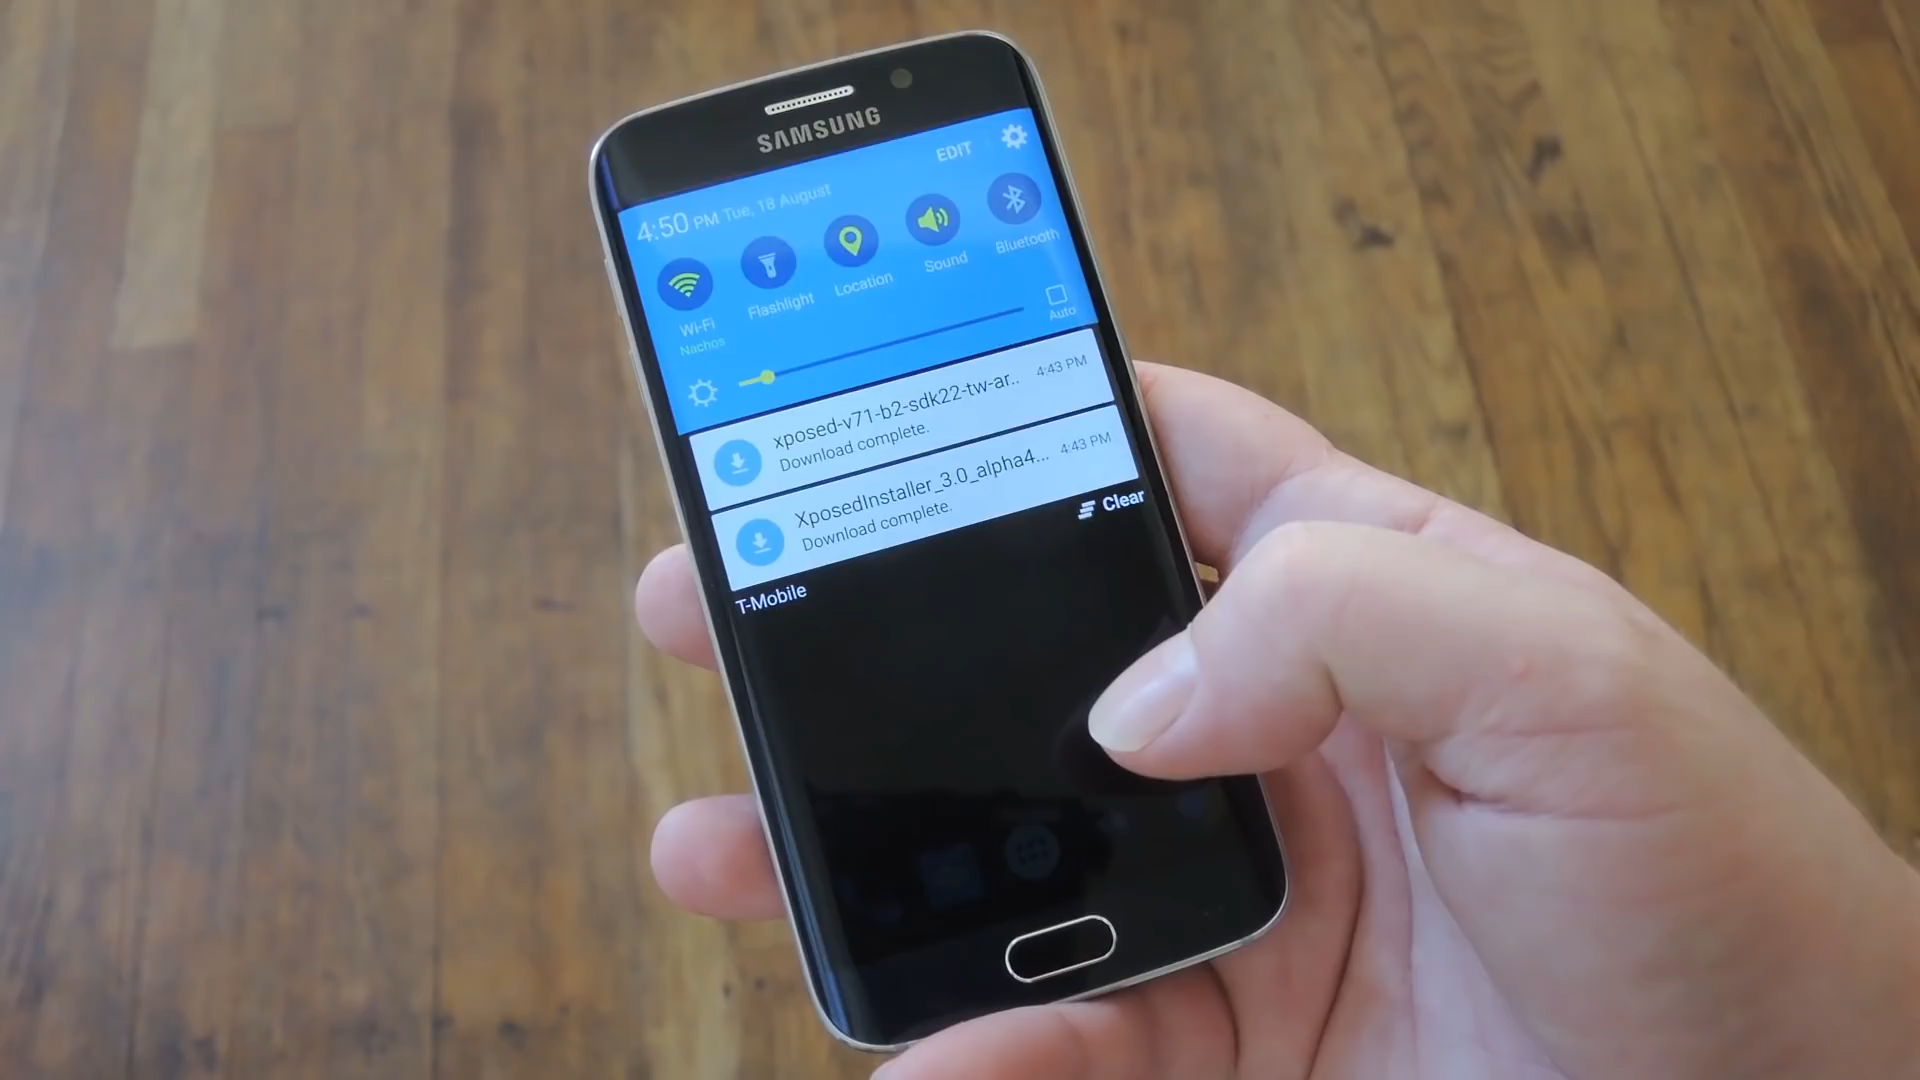 SAMSUNG
EDIT
4:50 PM Tue, 18 August
Wi-Fi
Nachos
Flashlight
Location
Sound
Bluetooth
Auto
xposed-v71-b2-sdk22-tw-ar.. 4:43 PM
Download complete.
XposedInstaller_3.0_alpha4... 4:43 PM
Download complete.
Clear
T-Mobile